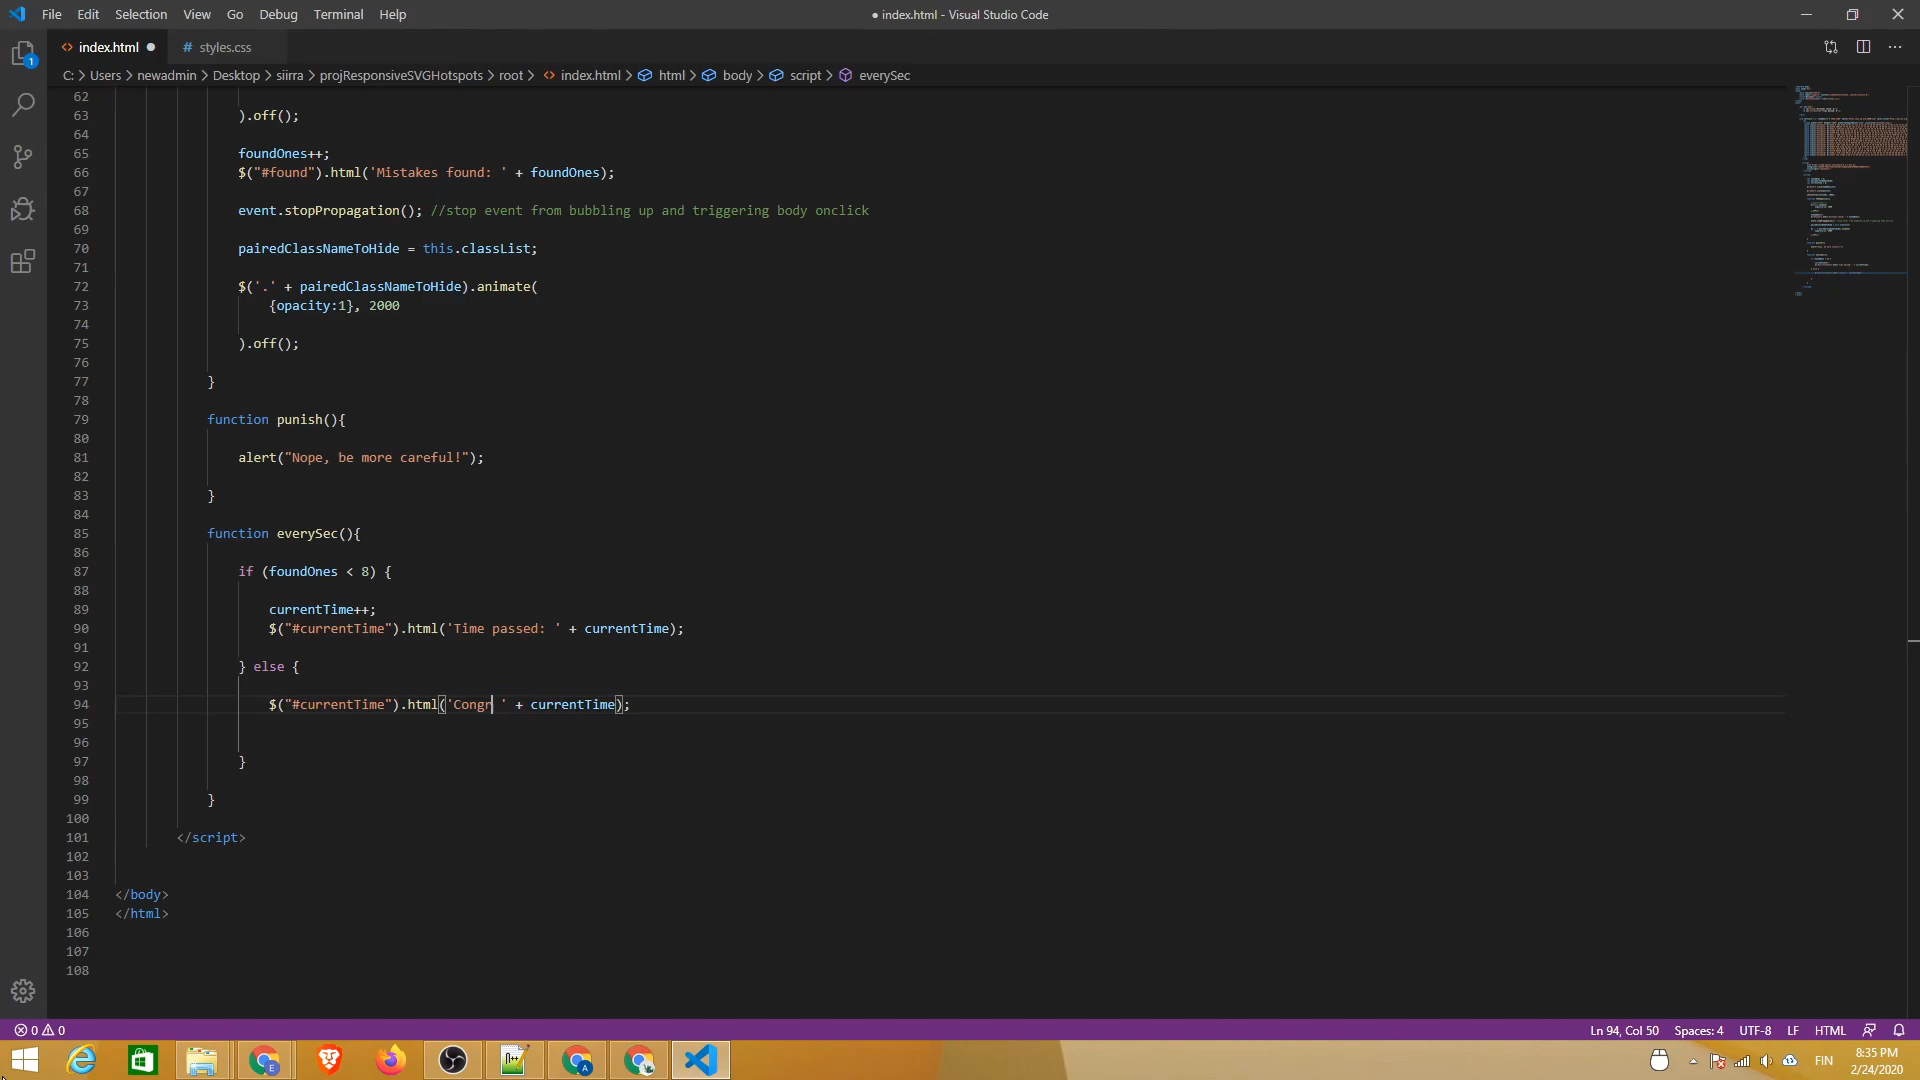 File Edit Selection View Go Debug Terminal Help
● index.html - Visual Studio Code
index.html ●
# styles.css
C: > Users > newadmin > Desktop > siirra > projResponsiveSVGHotspots > root > index.html > html > body > script > everySec
1
62
63 ).off();
64
65 foundOnes++;
66 $("#found").html('Mistakes found: ' + foundOnes);
67
68 event.stopPropagation(); //stop event from bubbling up and triggering body onclick
69
70 pairedClassNameToHide = this.classList;
71
72 $('.' + pairedClassNameToHide).animate(
73 {opacity:1}, 2000
74
75 ).off();
76
77 }
78
79 function punish(){
80
81 alert("Nope, be more careful!");
82
83 }
84
85 function everySec(){
86
87 if (foundOnes < 8) {
88
89 currentTime++;
90 $("#currentTime").html('Time passed: ' + currentTime);
91
92 } else {
93
94 $("#currentTime").html('Congr ' + currentTime);
95
96
97 }
98
99 }
100
101 </script>
102
103
104 </body>
105 </html>
106
107
108
0 0
Ln 94, Col 50 Spaces: 4 UTF-8 LF HTML
E
A
FIN
8:35 PM
2/24/2020